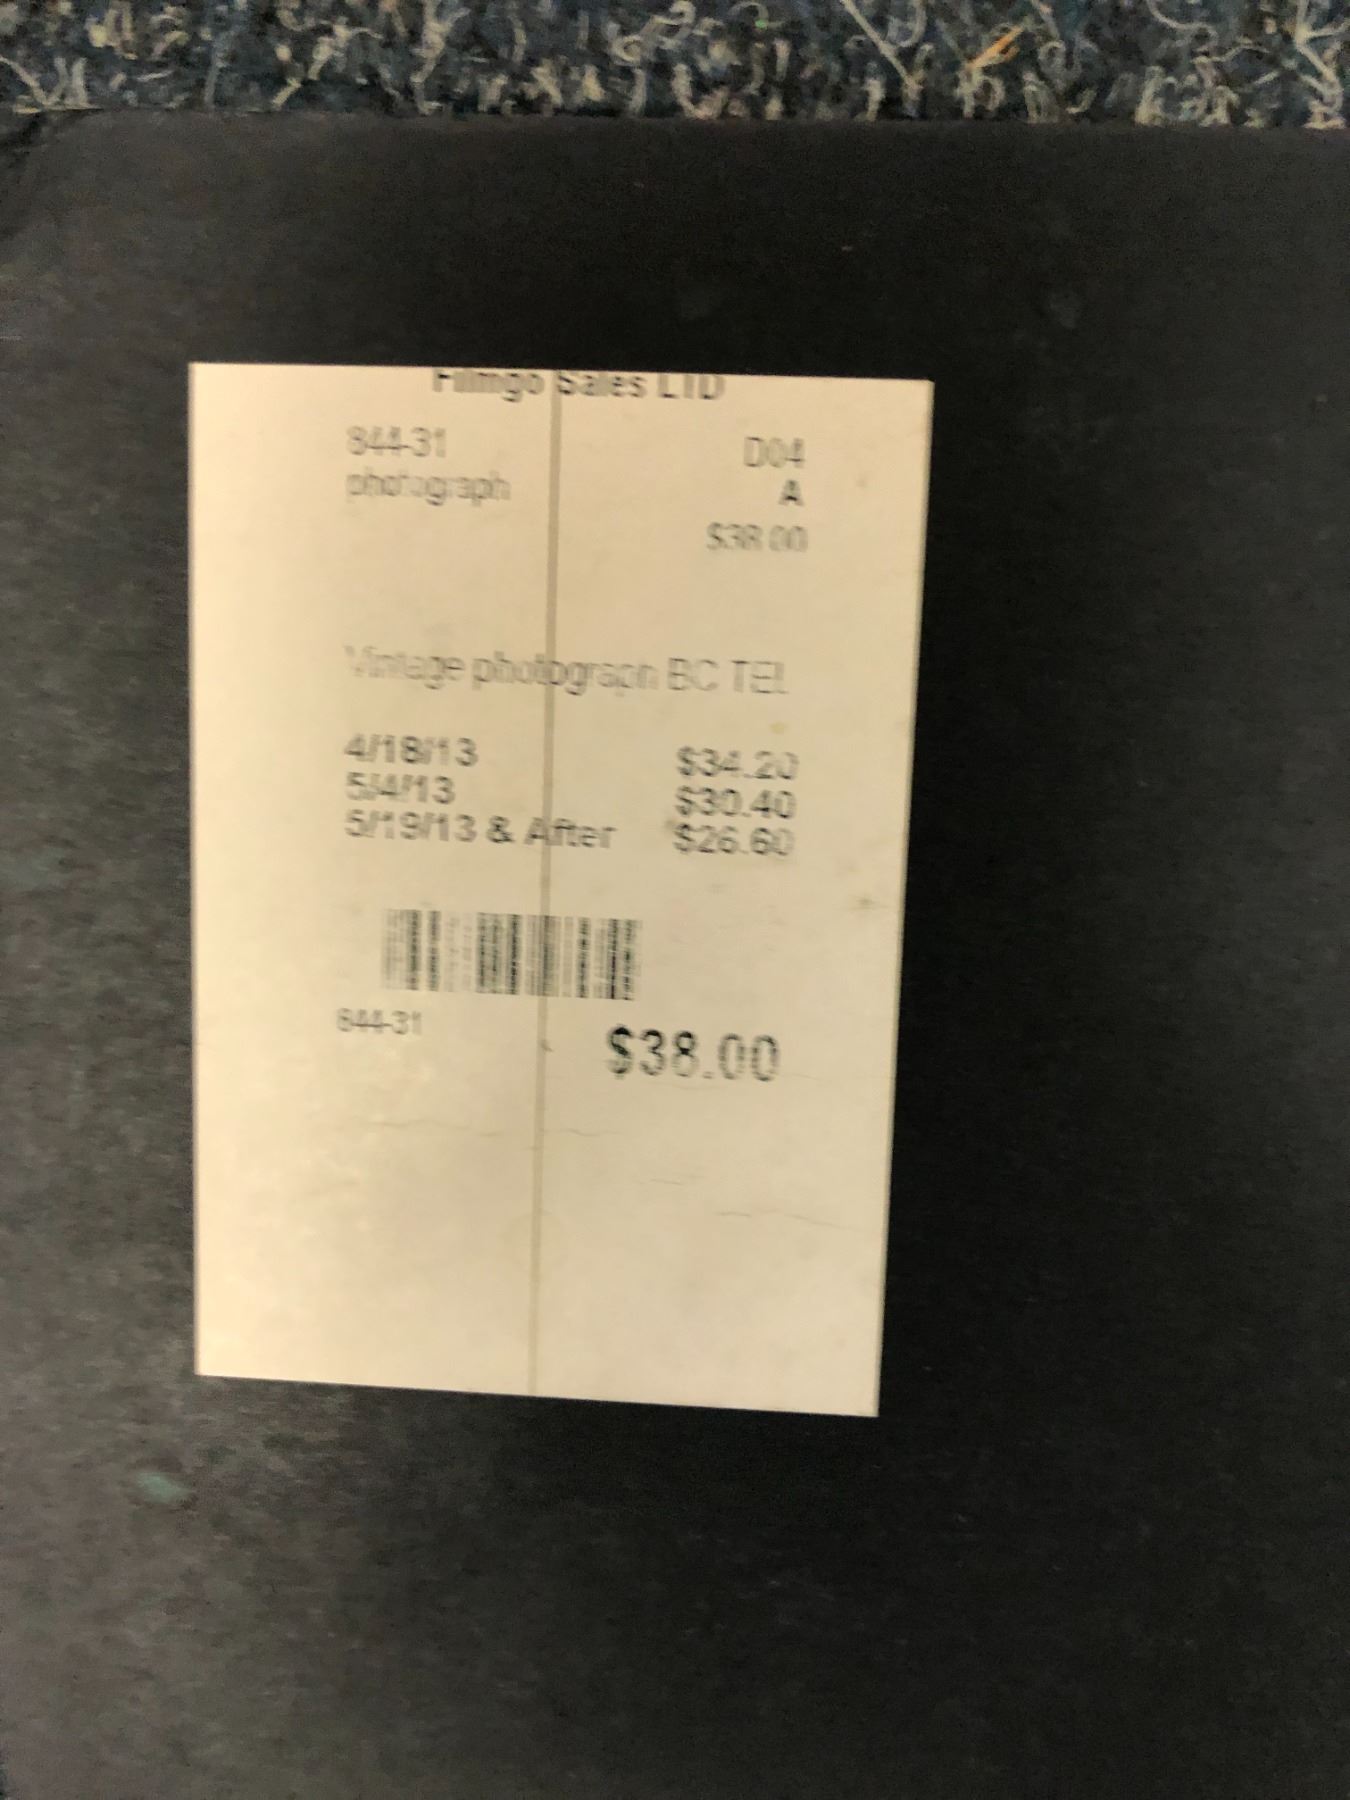 Filmgo Sales LTD
844-31 D04
photograph A
$38.00
Vintage photograph BC TEL
4/18/13 $34.20
5/4/13 $30.40
5/19/13 & After $26.60
844-31
$38.00